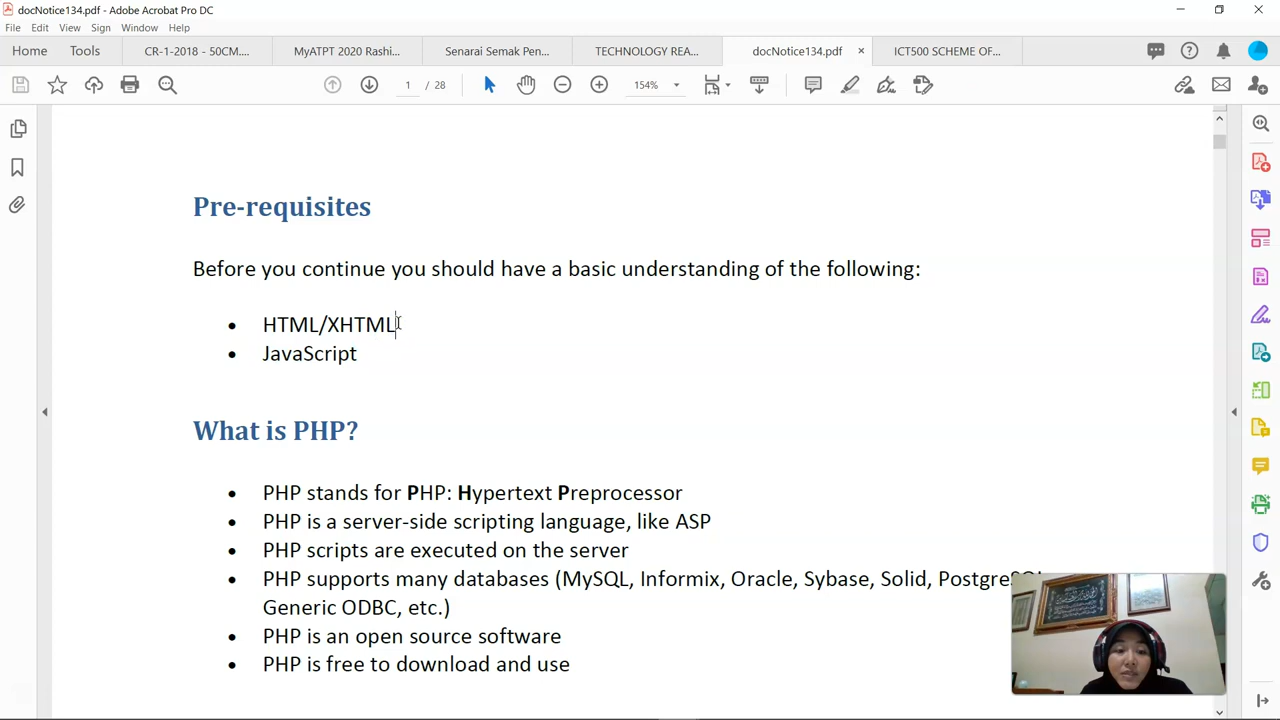 docNotice134.pdf - Adobe Acrobat Pro DC
File Edit View Sign Window Help
Home Tools CR-1-2018 - 50CM.... MyATPT 2020 Rashi... Senarai Semak Pen... TECHNOLOGY REA... docNotice134.pdf × ICT500 SCHEME OF...
1 / 28 154%
Pre-requisites
Before you continue you should have a basic understanding of the following:
• HTML/XHTML
• JavaScript
What is PHP?
• PHP stands for PHP: Hypertext Preprocessor
• PHP is a server-side scripting language, like ASP
• PHP scripts are executed on the server
• PHP supports many databases (MySQL, Informix, Oracle, Sybase, Solid, PostgreSQL
Generic ODBC, etc.)
• PHP is an open source software
• PHP is free to download and use